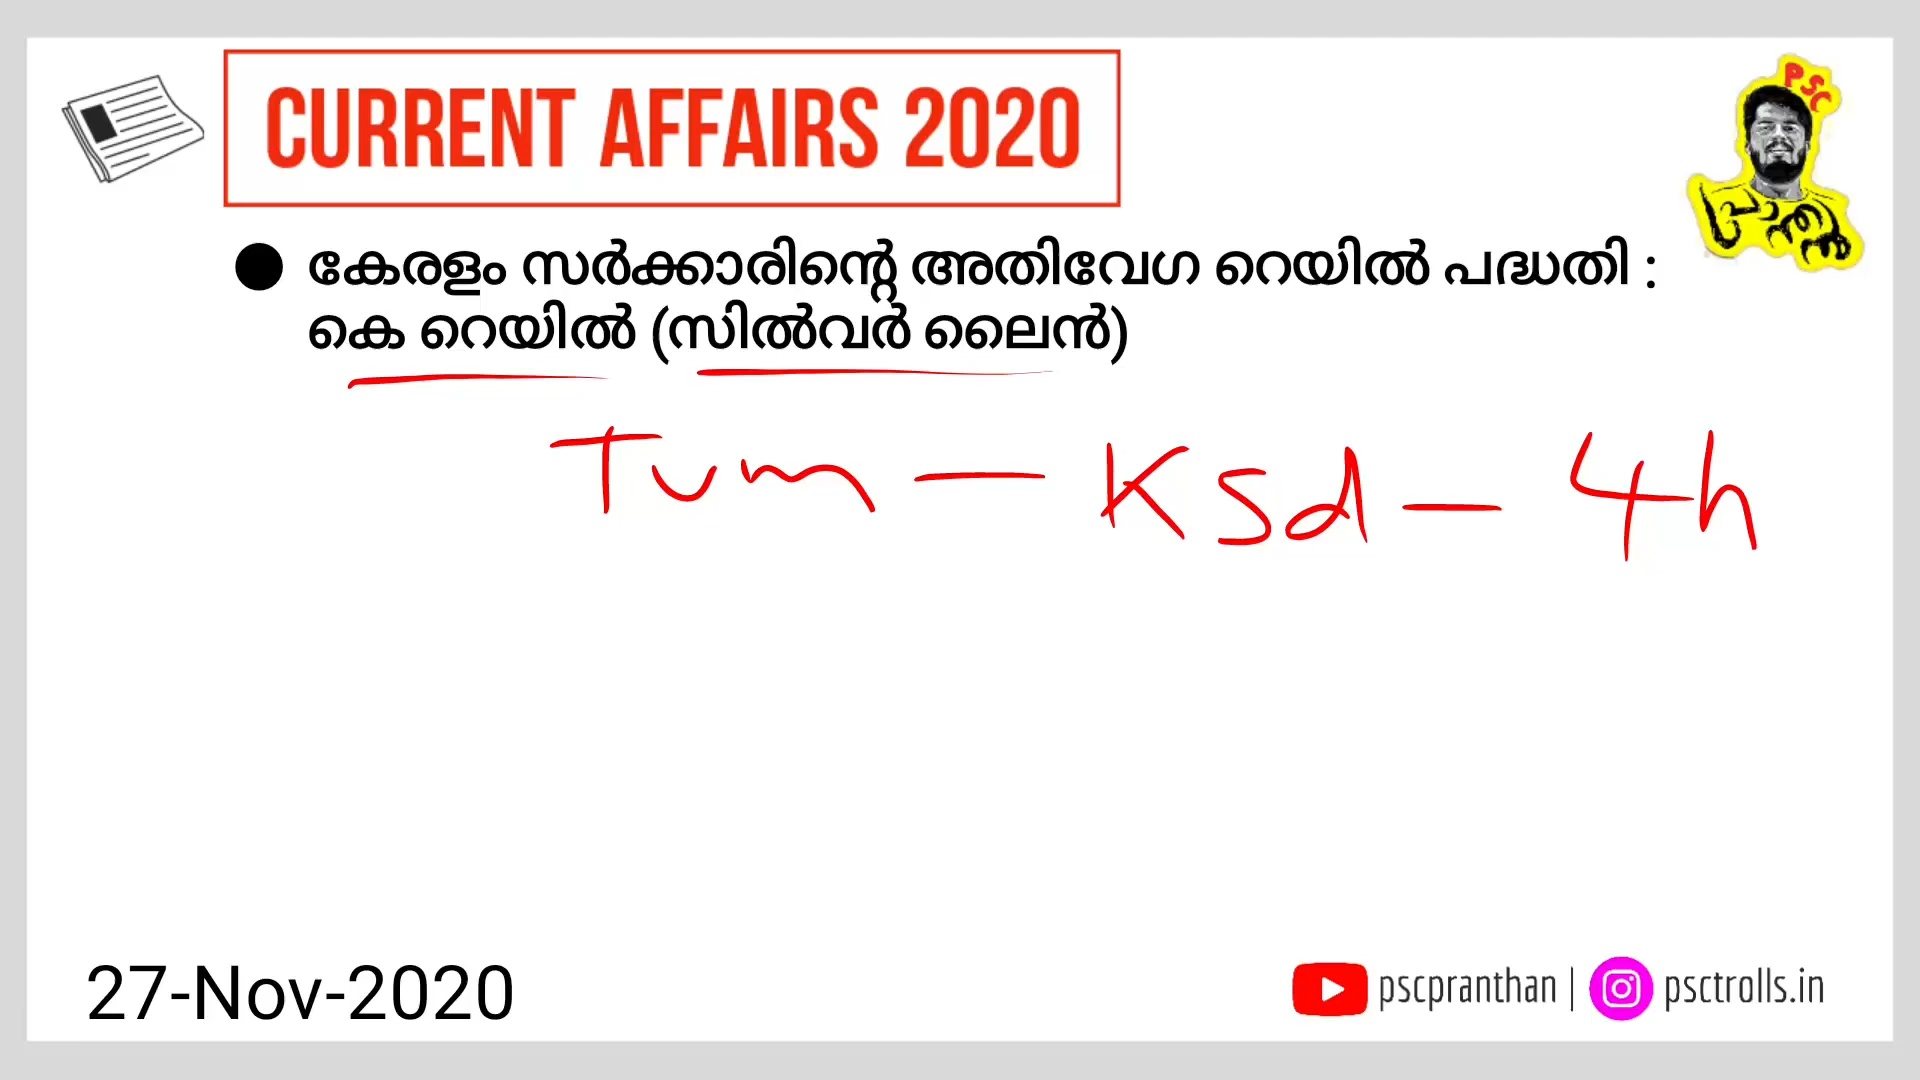 CURRENT AFFAIRS 2020
PSC
പ്രാന്തൻ
● കേരളം സർക്കാരിന്റെ അതിവേഗ റെയിൽ പദ്ധതി :
കെ റെയിൽ (സിൽവർ ലൈൻ)
Tvm — Ksd — 4h
27-Nov-2020
pscpranthan | psctrolls.in